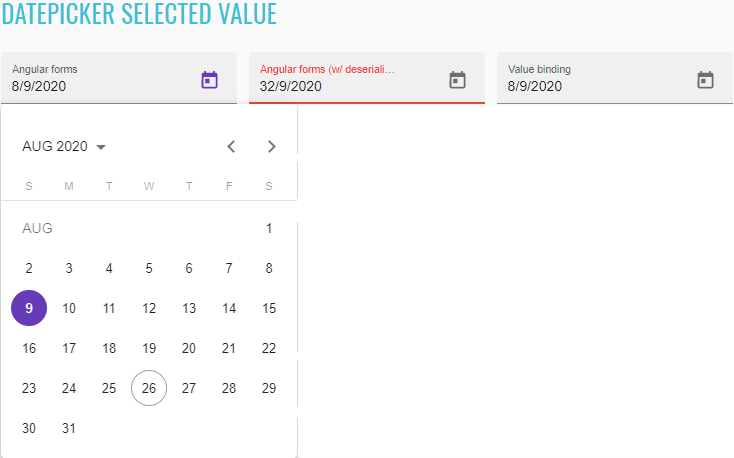 DATEPICKER SELECTED VALUE
Angular forms Angular forms (w/ deseriali... Value binding
8/9/2020 32/9/2020 8/9/2020
AUG 2020
S M T W T F S
AUG 1
2 3 4 5 6 7 8
9 10 11 12 13 14 15
16 17 18 19 20 21 22
23 24 25 26 27 28 29
30 31